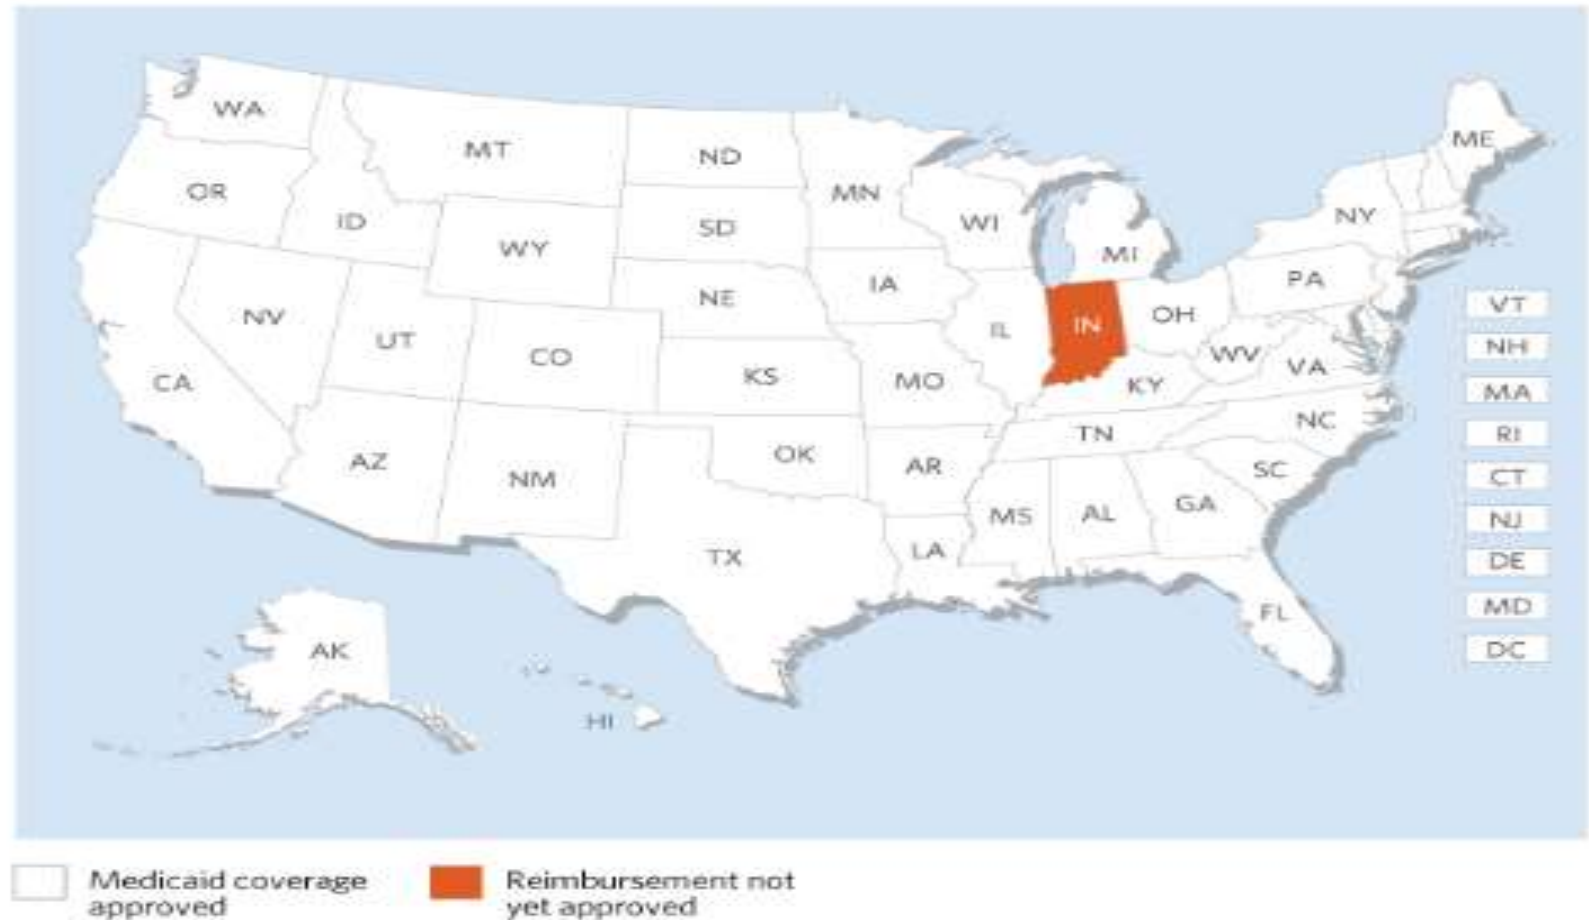 WA
MT
ND
ME
OR
ID
MN
WI
NY
SD
WY
MI
IA
PA
NE
VT
NV
UT
IL
IN
OH
NH
CO
WV
VA
CA
KS
MO
KY
MA
NC
TN
RI
AZ
NM
OK
AR
SC
CT
MS
AL
GA
NJ
TX
LA
DE
FL
MD
AK
DC
HI
Medicaid coverage
approved
Reimbursement not
yet approved